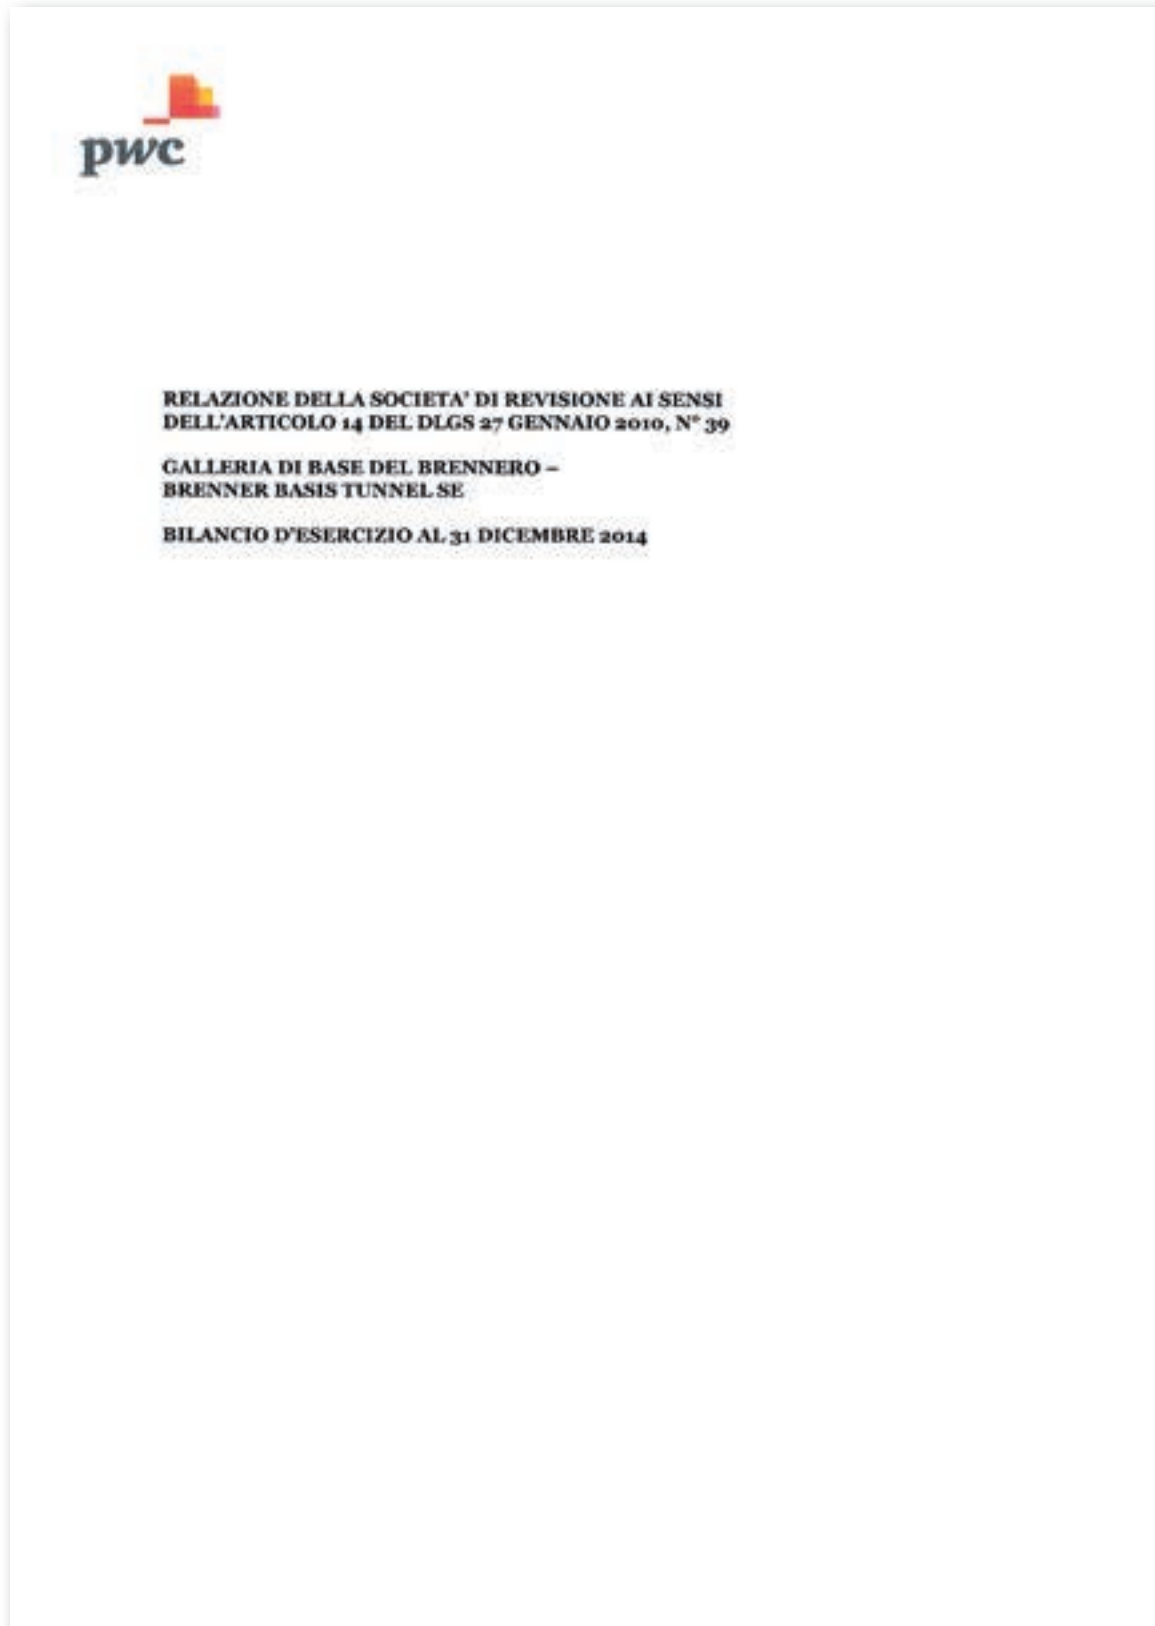 pwc
RELAZIONE DELLA SOCIETA' DI REVISIONE AI SENSI
DELL'ARTICOLO 14 DEL DLGS 27 GENNAIO 2010, N° 39
GALLERIA DI BASE DEL BRENNERO –
BRENNER BASIS TUNNEL SE
BILANCIO D'ESERCIZIO AL 31 DICEMBRE 2014